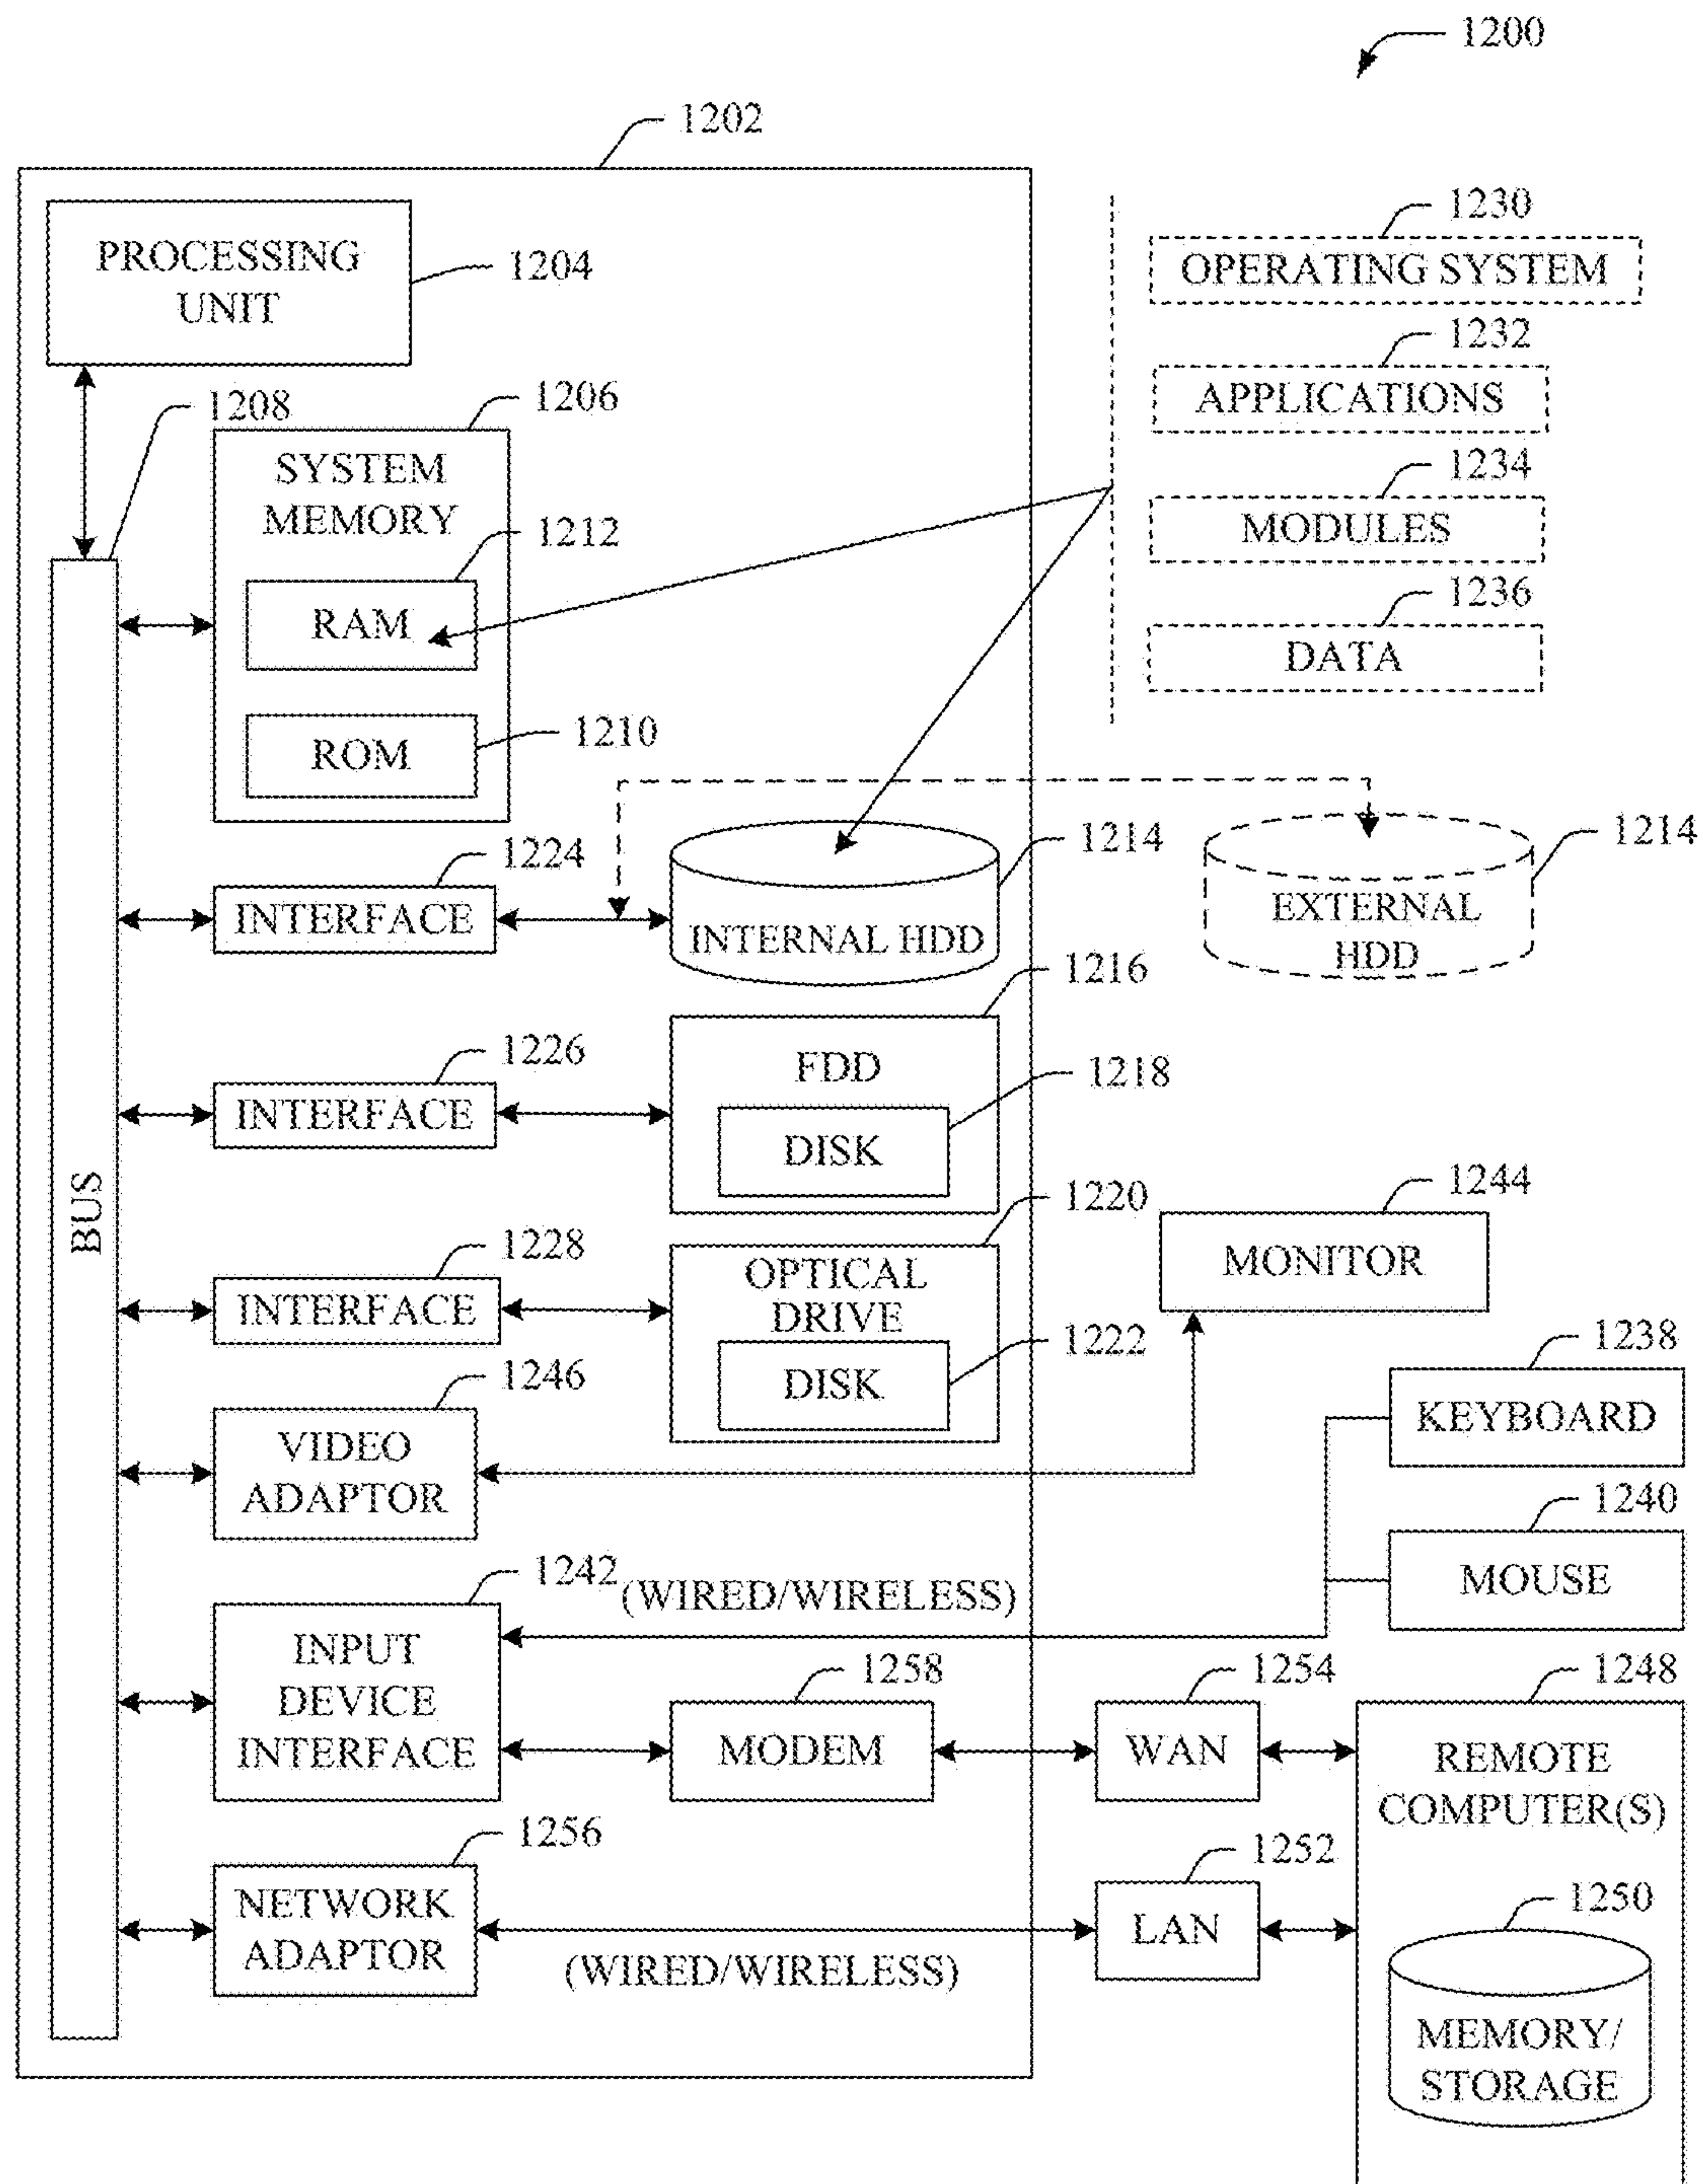 1200
1202
PROCESSING
UNIT
1204
1230
OPERATING SYSTEM
1232
APPLICATIONS
1234
MODULES
1236
DATA
1208
1206
SYSTEM
MEMORY
1212
RAM
1210
ROM
BUS
1224
INTERFACE
1214
INTERNAL HDD
1214
EXTERNAL
HDD
1226
INTERFACE
1216
FDD
1218
DISK
1228
INTERFACE
1220
OPTICAL
DRIVE
1222
DISK
1244
MONITOR
1246
VIDEO
ADAPTOR
1238
KEYBOARD
1240
MOUSE
1242
(WIRED/WIRELESS)
INPUT
DEVICE
INTERFACE
1258
MODEM
1254
WAN
1248
REMOTE
COMPUTER(S)
1256
NETWORK
ADAPTOR
(WIRED/WIRELESS)
1252
LAN
1250
MEMORY/
STORAGE